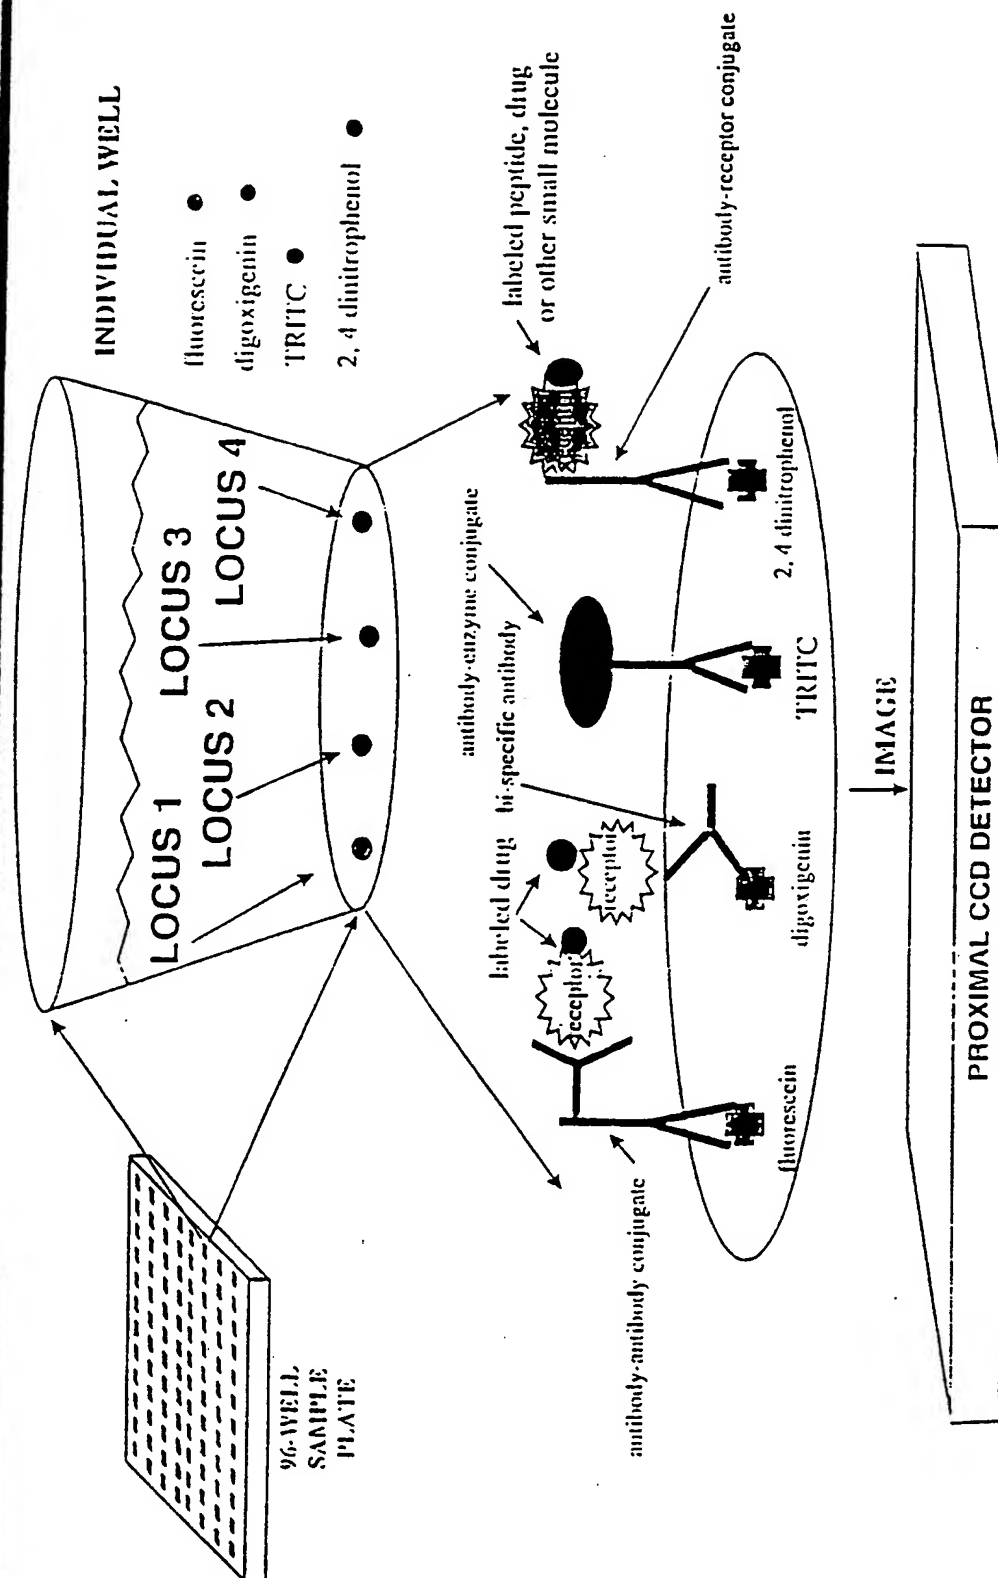 INDIVIDUAL WELL
fluorescein
digoxigenin
TRITC
2, 4 dinitrophenol
LOCUS 1
LOCUS 2
LOCUS 3
LOCUS 4
96-WELL
SAMPLE
PLATE
labeled peptide, drug
or other small molecule
antibody-receptor conjugate
antibody-enzyme conjugate
bi-specific antibody
labeled drug
receptor
receptor
antibody-antibody conjugate
fluorescein
digoxigenin
TRITC
2, 4 dinitrophenol
IMAGE
PROXIMAL CCD DETECTOR